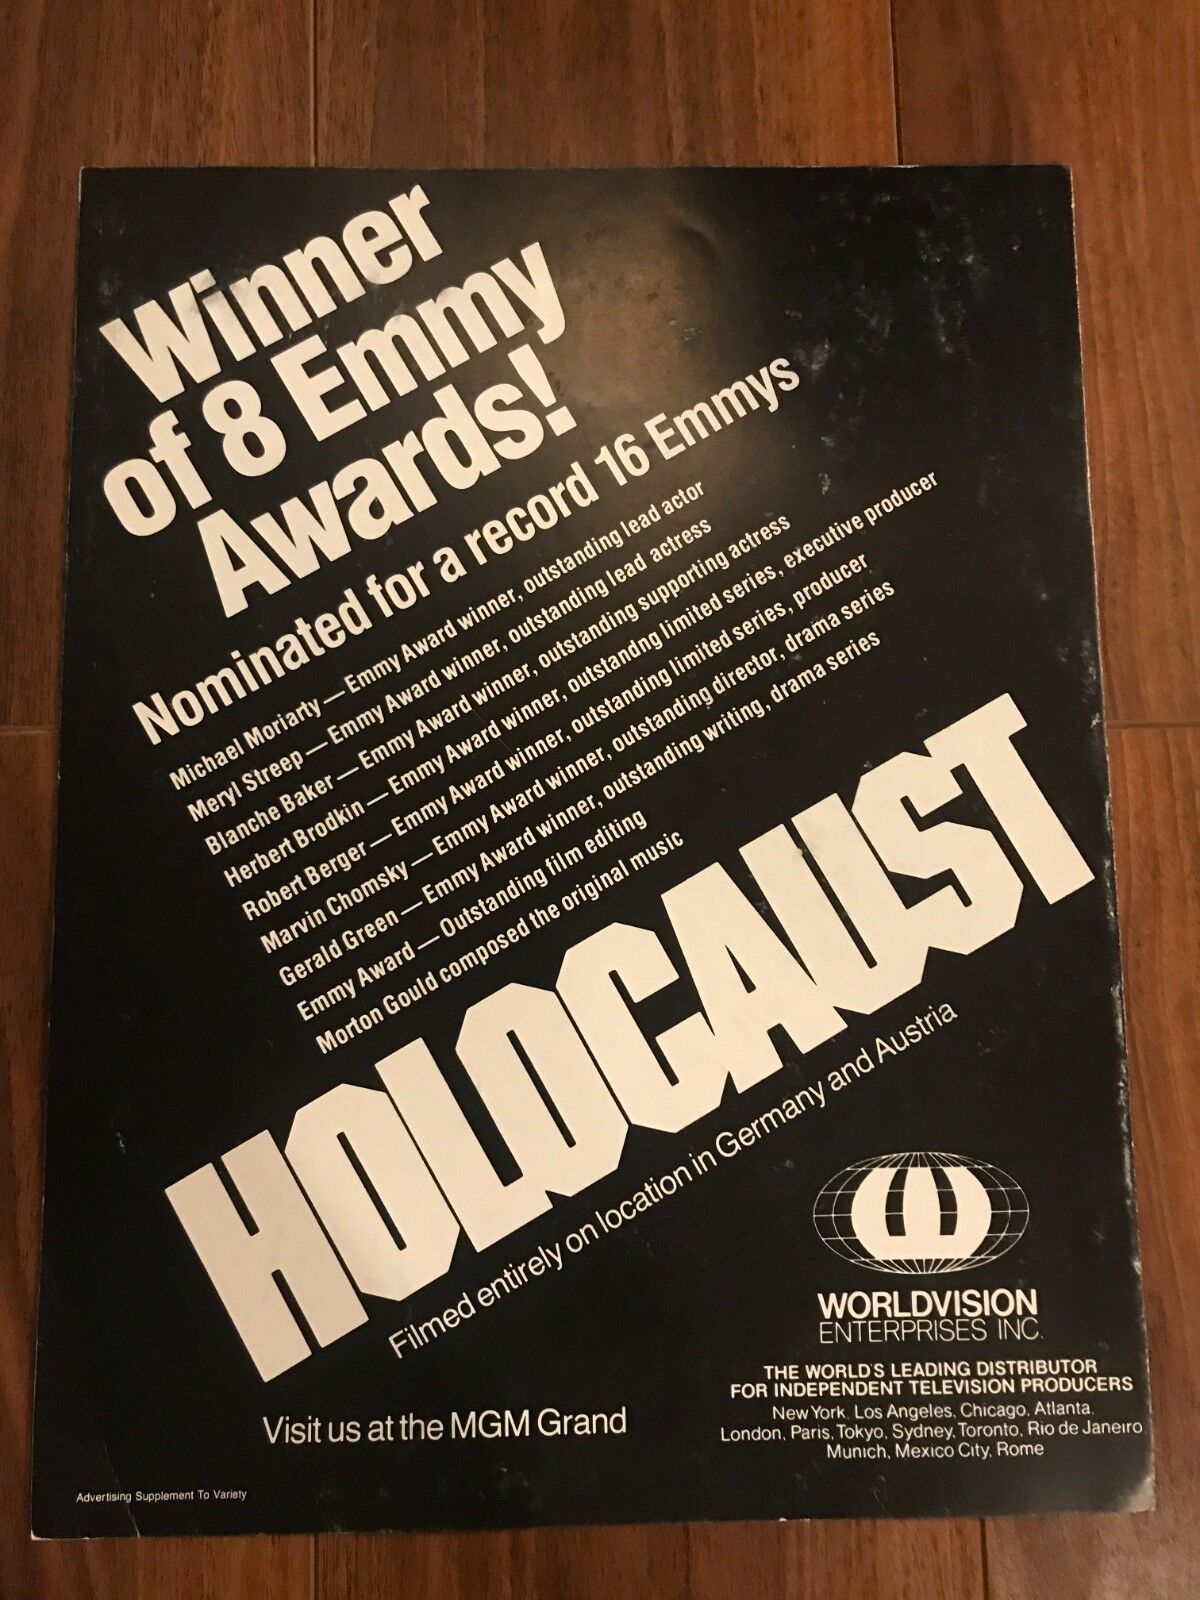 Winner
of 8 Emmy
Awards!
Nominated for a record 16 Emmys
Michael Moriarty — Emmy Award winner, outstanding lead actor
Meryl Streep — Emmy Award winner, outstanding lead actress
Blanche Baker — Emmy Award winner, outstanding supporting actress
Herbert Brodkin — Emmy Award winner, outstandng limited series, executive producer
Robert Berger — Emmy Award winner, outstanding limited series, producer
Marvin Chomsky — Emmy Award winner, outstanding director, drama series
Gerald Green — Emmy Award winner, outstanding writing, drama series
Emmy Award — Outstanding film editing
Morton Gould composed the original music
HOLOCAUST
Filmed entirely on location in Germany and Austria
W
WORLDVISION
ENTERPRISES INC.
THE WORLD'S LEADING DISTRIBUTOR
FOR INDEPENDENT TELEVISION PRODUCERS
New York, Los Angeles, Chicago, Atlanta,
London, Paris, Tokyo, Sydney, Toronto, Rio de Janeiro
Munich, Mexico City, Rome
Visit us at the MGM Grand
Advertising Supplement To Variety